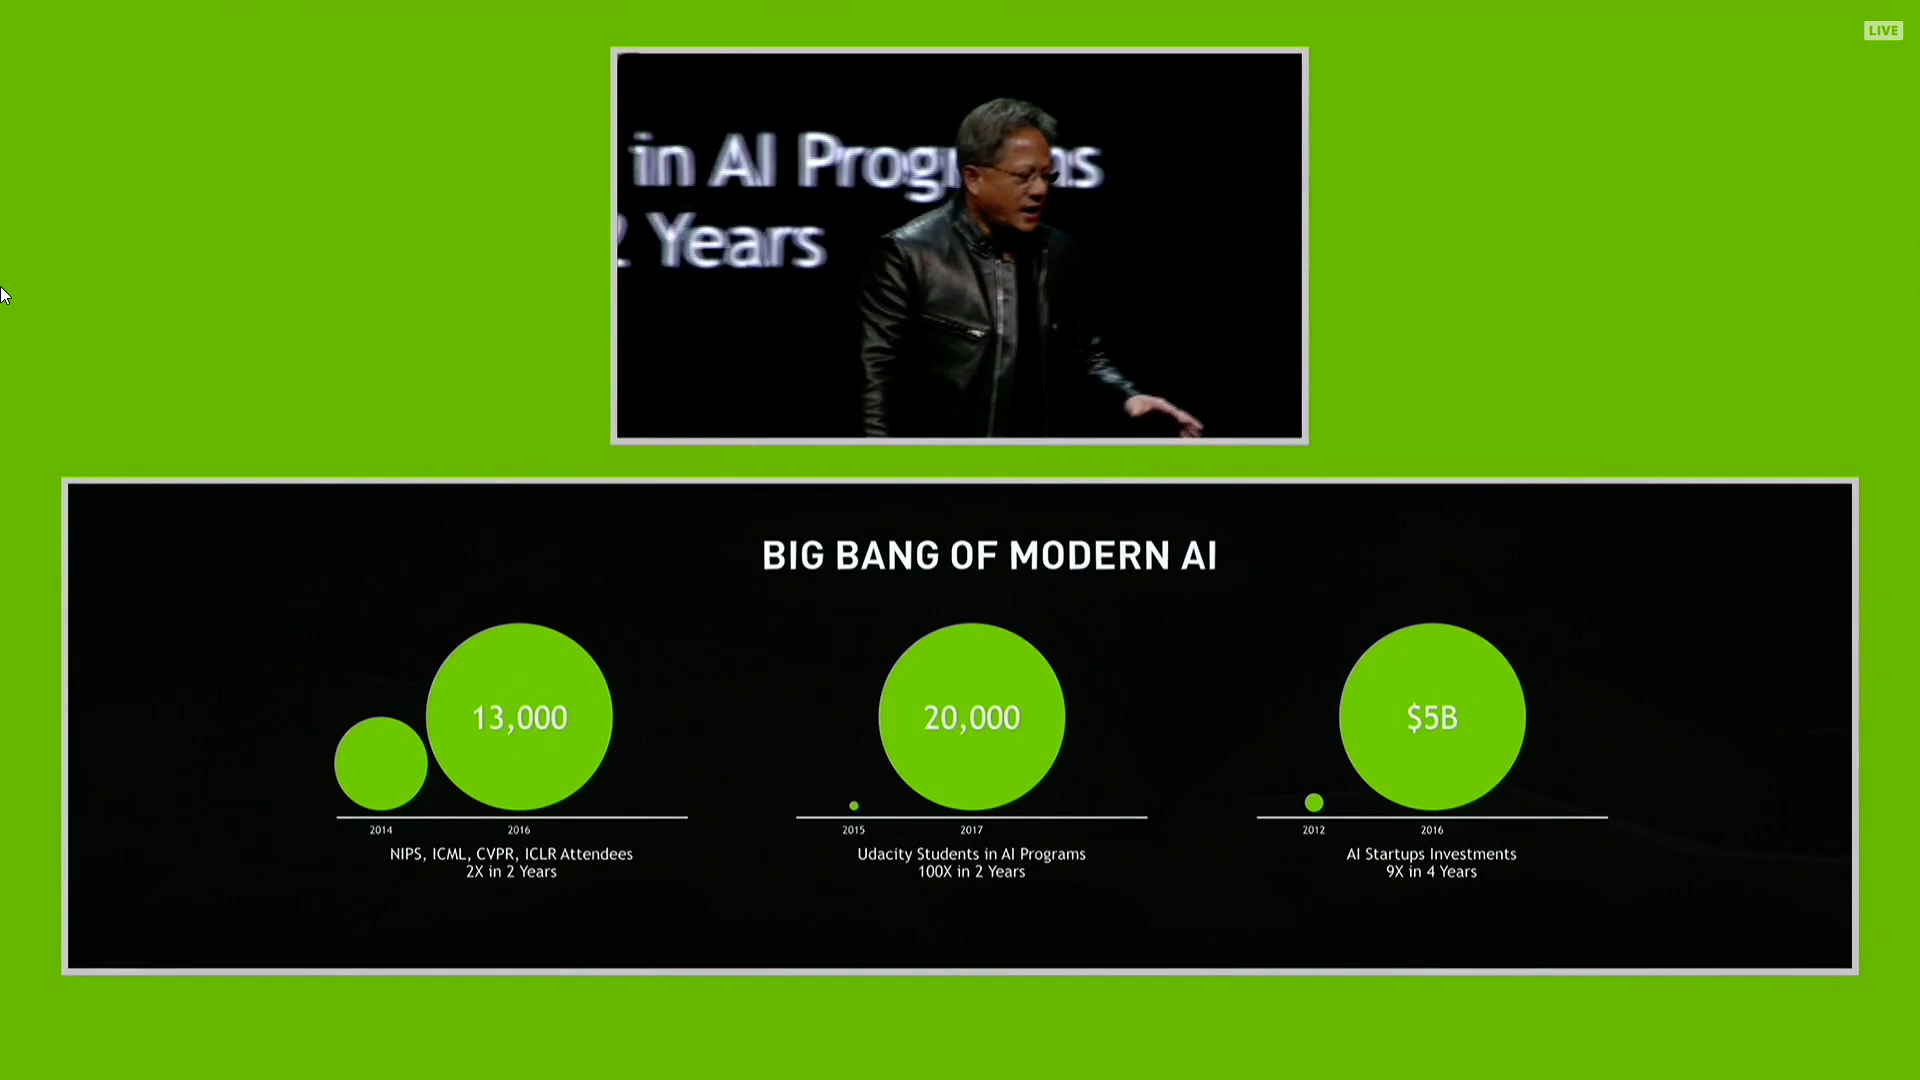 LIVE
in AI Prog
as
2 Years
BIG BANG OF MODERN AI
13,000
20,000
$5B
2014
2016
2015
2017
2012
2016
NIPS, ICML, CVPR, ICLR Attendees
2X in 2 Years
Udacity Students in AI Programs
100X in 2 Years
AI Startups Investments
9X in 4 Years